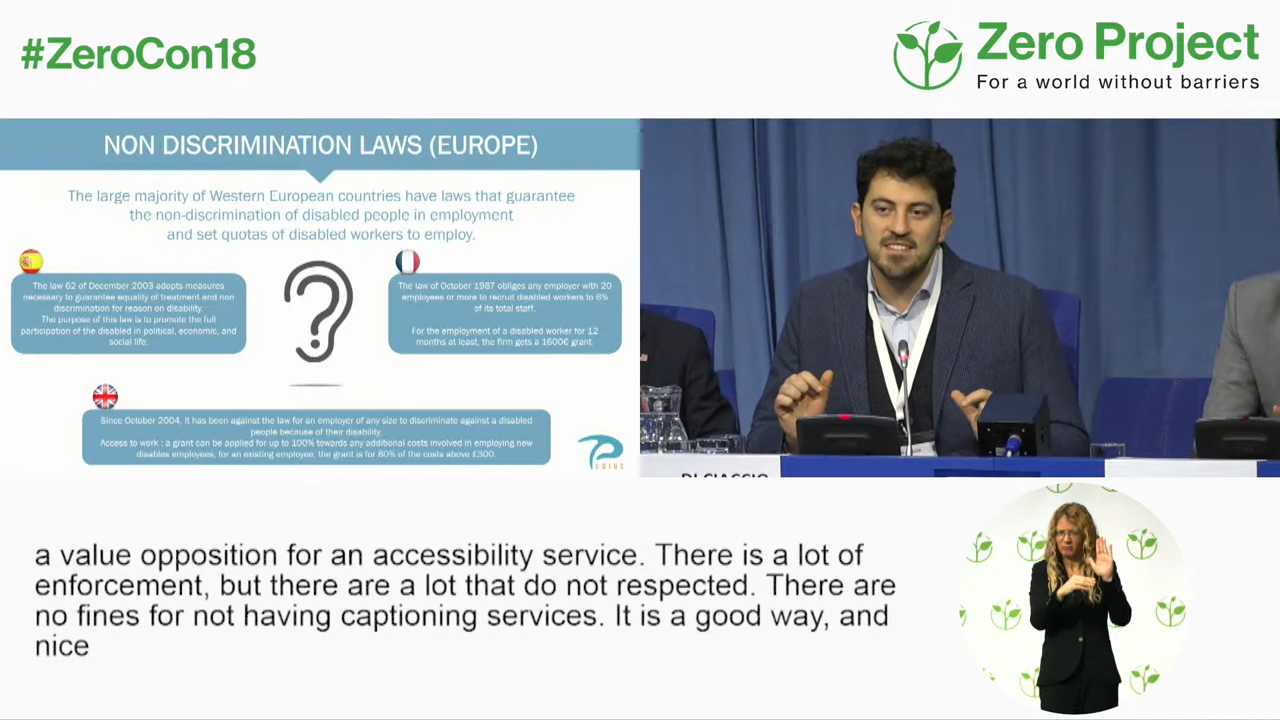 #ZeroCon18
Zero Project
For a world without barriers
NON DISCRIMINATION LAWS (EUROPE)
The large majority of Western European countries have laws that guarantee
the non-discrimination of disabled people in employment
and set quotas of disabled workers to employ.
The law 62 of December 2003 adopts measures
necessary to guarantee equality of treatment and non
discrimination for reason on disability.
The purpose of this law is to promote the full
participation of the disabled in political, economic, and
social life.
The law of October 1987 obliges any employer with 20
employees or more to recruit disabled workers to 6%
of its total staff.
For the employment of a disabled worker for 12
months at least, the firm gets a 1600€ grant.
Since October 2004, it has been against the law for an employer of any size to discriminate against a disabled
people because of their disability.
Access to work : a grant can be applied for up to 100% towards any additional costs involved in employing new
disables employees, for an existing employee, the grant is for 80% of the costs above £300.
PEDIUS
DI CIACCIO
a value opposition for an accessibility service. There is a lot of
enforcement, but there are a lot that do not respected. There are
no fines for not having captioning services. It is a good way, and
nice